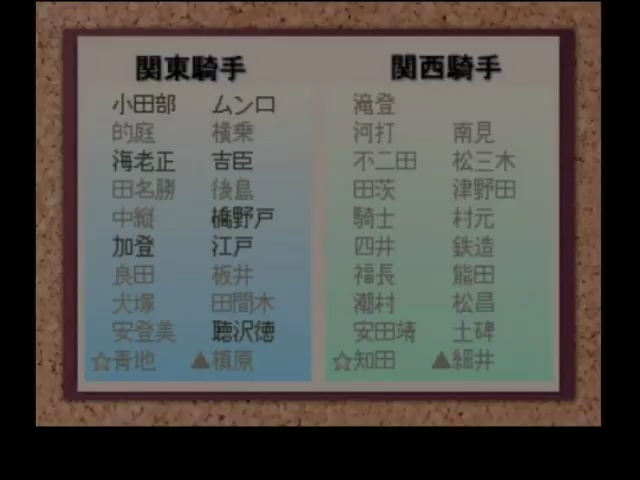 関東騎手 関西騎手
小田部 ムンロ 滝登
的庭 横乗 河打 南見
海老正 吉臣 不二田 松三木
田名勝 後島 田茨 津野田
中縦 橋野戸 騎士 村元
加登 江戸 四井 鉄造
良田 板井 福長 熊田
犬塚 田間木 潮村 松昌
安登美 聴沢徳 安田靖 土碑
☆青地 ▲槙原 ☆知田 ▲細井